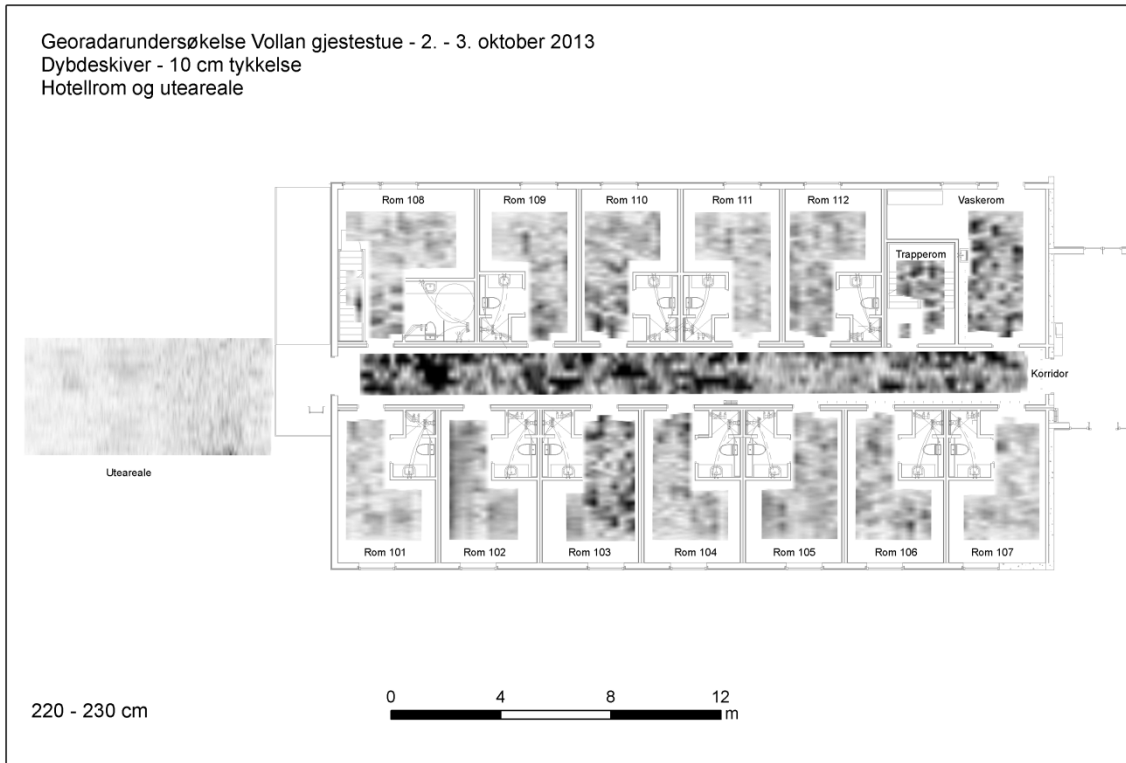 Georadarundersøkelse Vollan gjestestue - 2. - 3. oktober 2013
Dybdeskiver - 10 cm tykkelse
Hotellrom og uteareale
Rom 108
Rom 109
Rom 110
Rom 111
Rom 112
Vaskerom
Trapperom
Korridor
Uteareale
Rom 101
Rom 102
Rom 103
Rom 104
Rom 105
Rom 106
Rom 107
220 - 230 cm
0 4 8 12
m